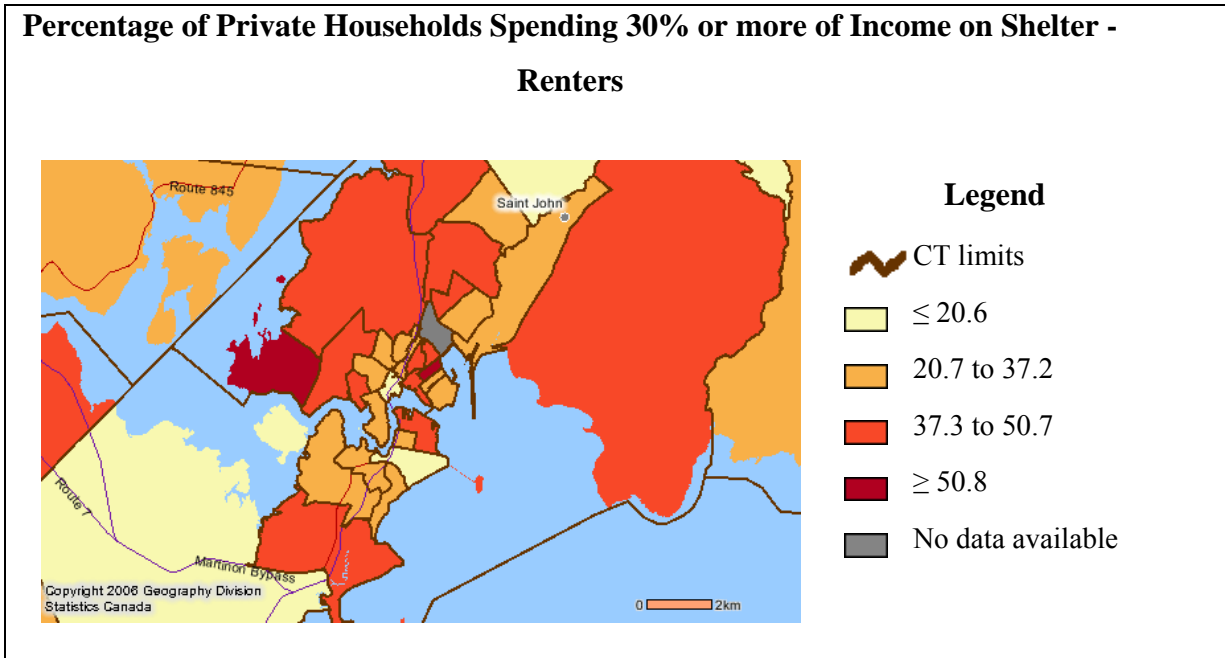 Percentage of Private Households Spending 30% or more of Income on Shelter -
Renters
Route 845
Saint John
Route 7
Martinon Bypass
Copyright 2006 Geography Division
Statistics Canada
0 2km
Legend
CT limits
≤ 20.6
20.7 to 37.2
37.3 to 50.7
≥ 50.8
No data available